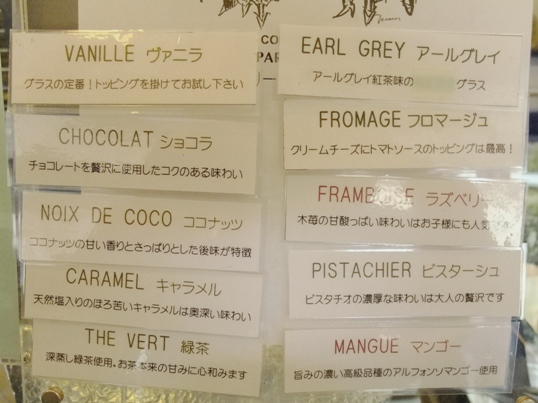 VANILLE ヴァニラ
グラスの定番！トッピングを掛けてお試し下さい
CHOCOLAT ショコラ
チョコレートを贅沢に使用したコクのある味わい
NOIX DE COCO ココナッツ
ココナッツの甘い香りとさっぱりとした後味が特徴
CARAMEL キャラメル
天然塩入りのほろ苦いキャラメルは奥深い味わい
THE VERT 緑茶
深蒸し緑茶使用。お茶本来の甘みに心和みます
CO
PAR
EARL GREY アールグレイ
アールグレイ紅茶味の グラス
FROMAGE フロマージュ
クリームチーズにトマトソースのトッピングは最高！
FRAMBOISE ラズベリー
木苺の甘酸っぱい味わいはお子様にも人気
PISTACHIER ピスターシュ
ピスタチオの濃厚な味わいは大人の贅沢です
MANGUE マンゴー
旨みの濃い高級品種のアルフォンソマンゴー使用